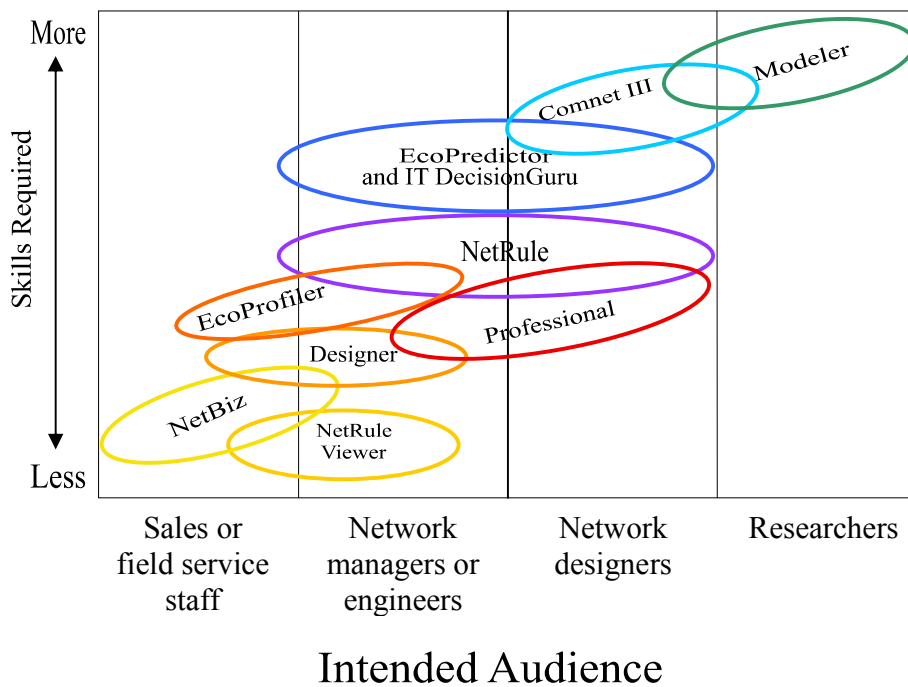 More
Skills Required
Less
Modeler
Comnet III
EcoPredictor
and IT DecisionGuru
NetRule
EcoProfiler
Professional
Designer
NetBiz
NetRule
Viewer
Sales or
field service
staff
Network
managers or
engineers
Network
designers
Researchers
Intended Audience